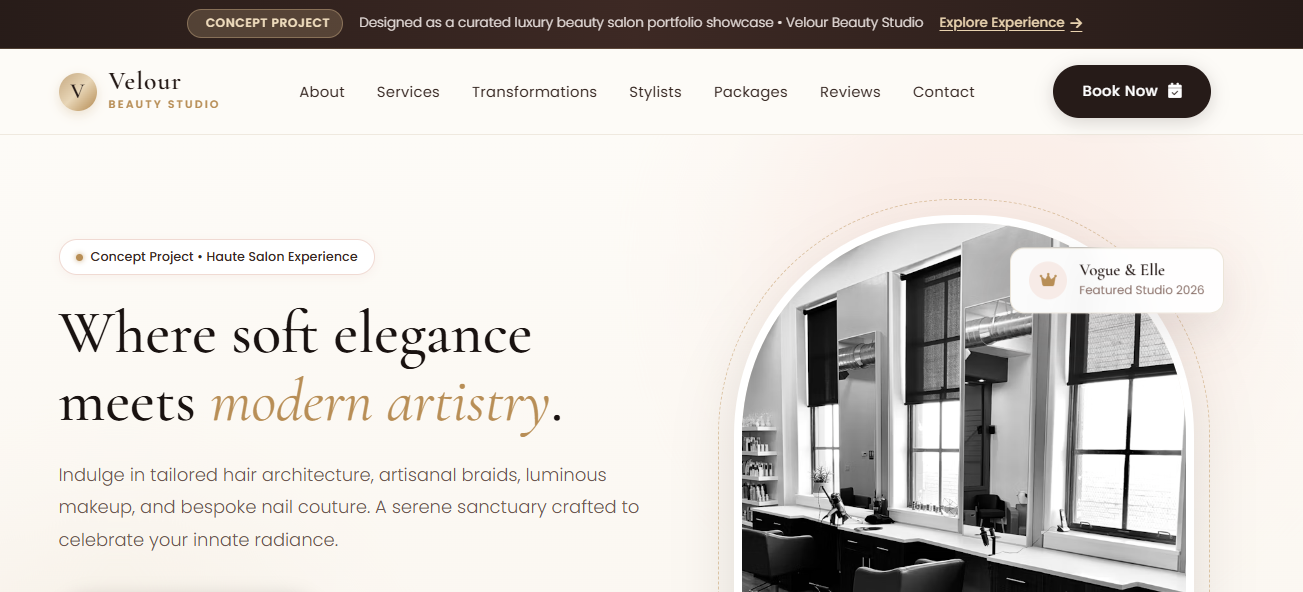 CONCEPT PROJECT Designed as a curated luxury beauty salon portfolio showcase • Velour Beauty Studio Explore Experience →
V Velour
BEAUTY STUDIO
About Services Transformations Stylists Packages Reviews Contact Book Now
Concept Project • Haute Salon Experience
Vogue & Elle
Featured Studio 2026
Where soft elegance
meets modern artistry.
Indulge in tailored hair architecture, artisanal braids, luminous
makeup, and bespoke nail couture. A serene sanctuary crafted to
celebrate your innate radiance.